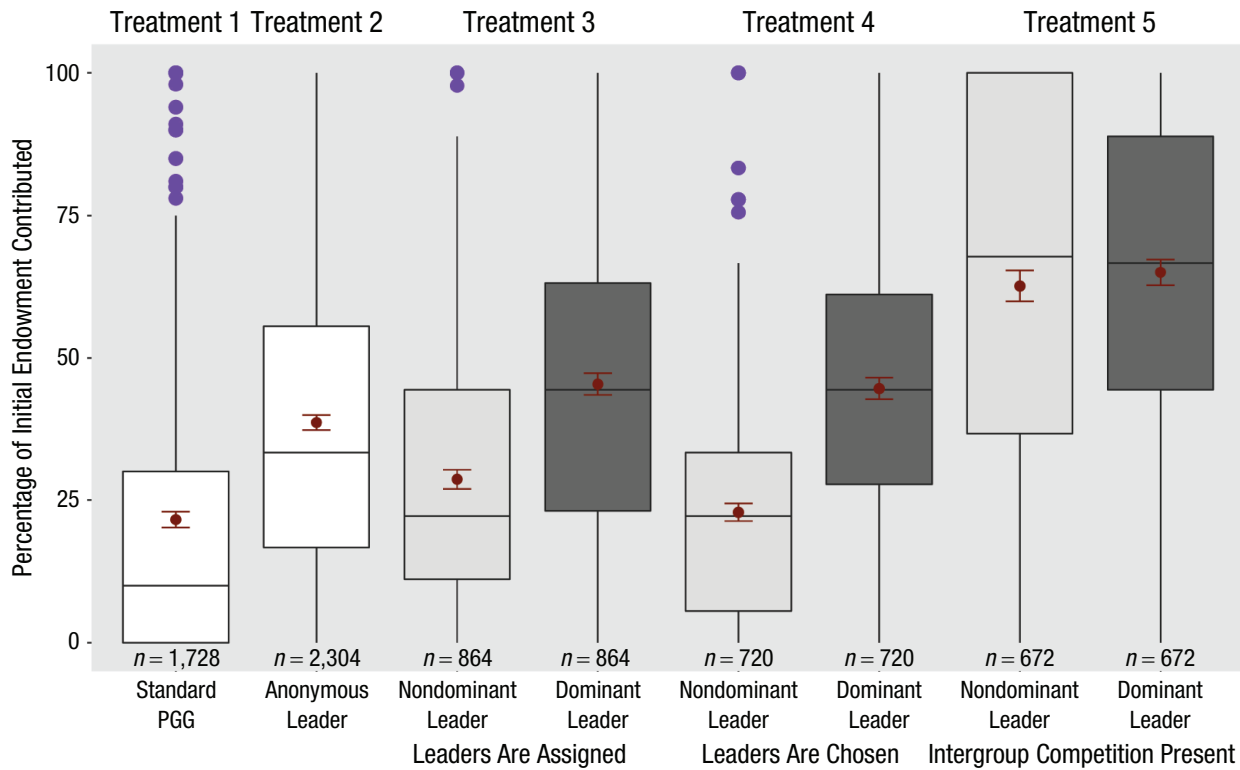 Treatment 1 Treatment 2 Treatment 3 Treatment 4 Treatment 5
Percentage of Initial Endowment Contributed
100
75
50
25
0
n = 1,728 n = 2,304 n = 864 n = 864 n = 720 n = 720 n = 672 n = 672
Standard Anonymous Nondominant Dominant Nondominant Dominant Nondominant Dominant
PGG Leader Leader Leader Leader Leader Leader Leader
Leaders Are Assigned Leaders Are Chosen Intergroup Competition Present